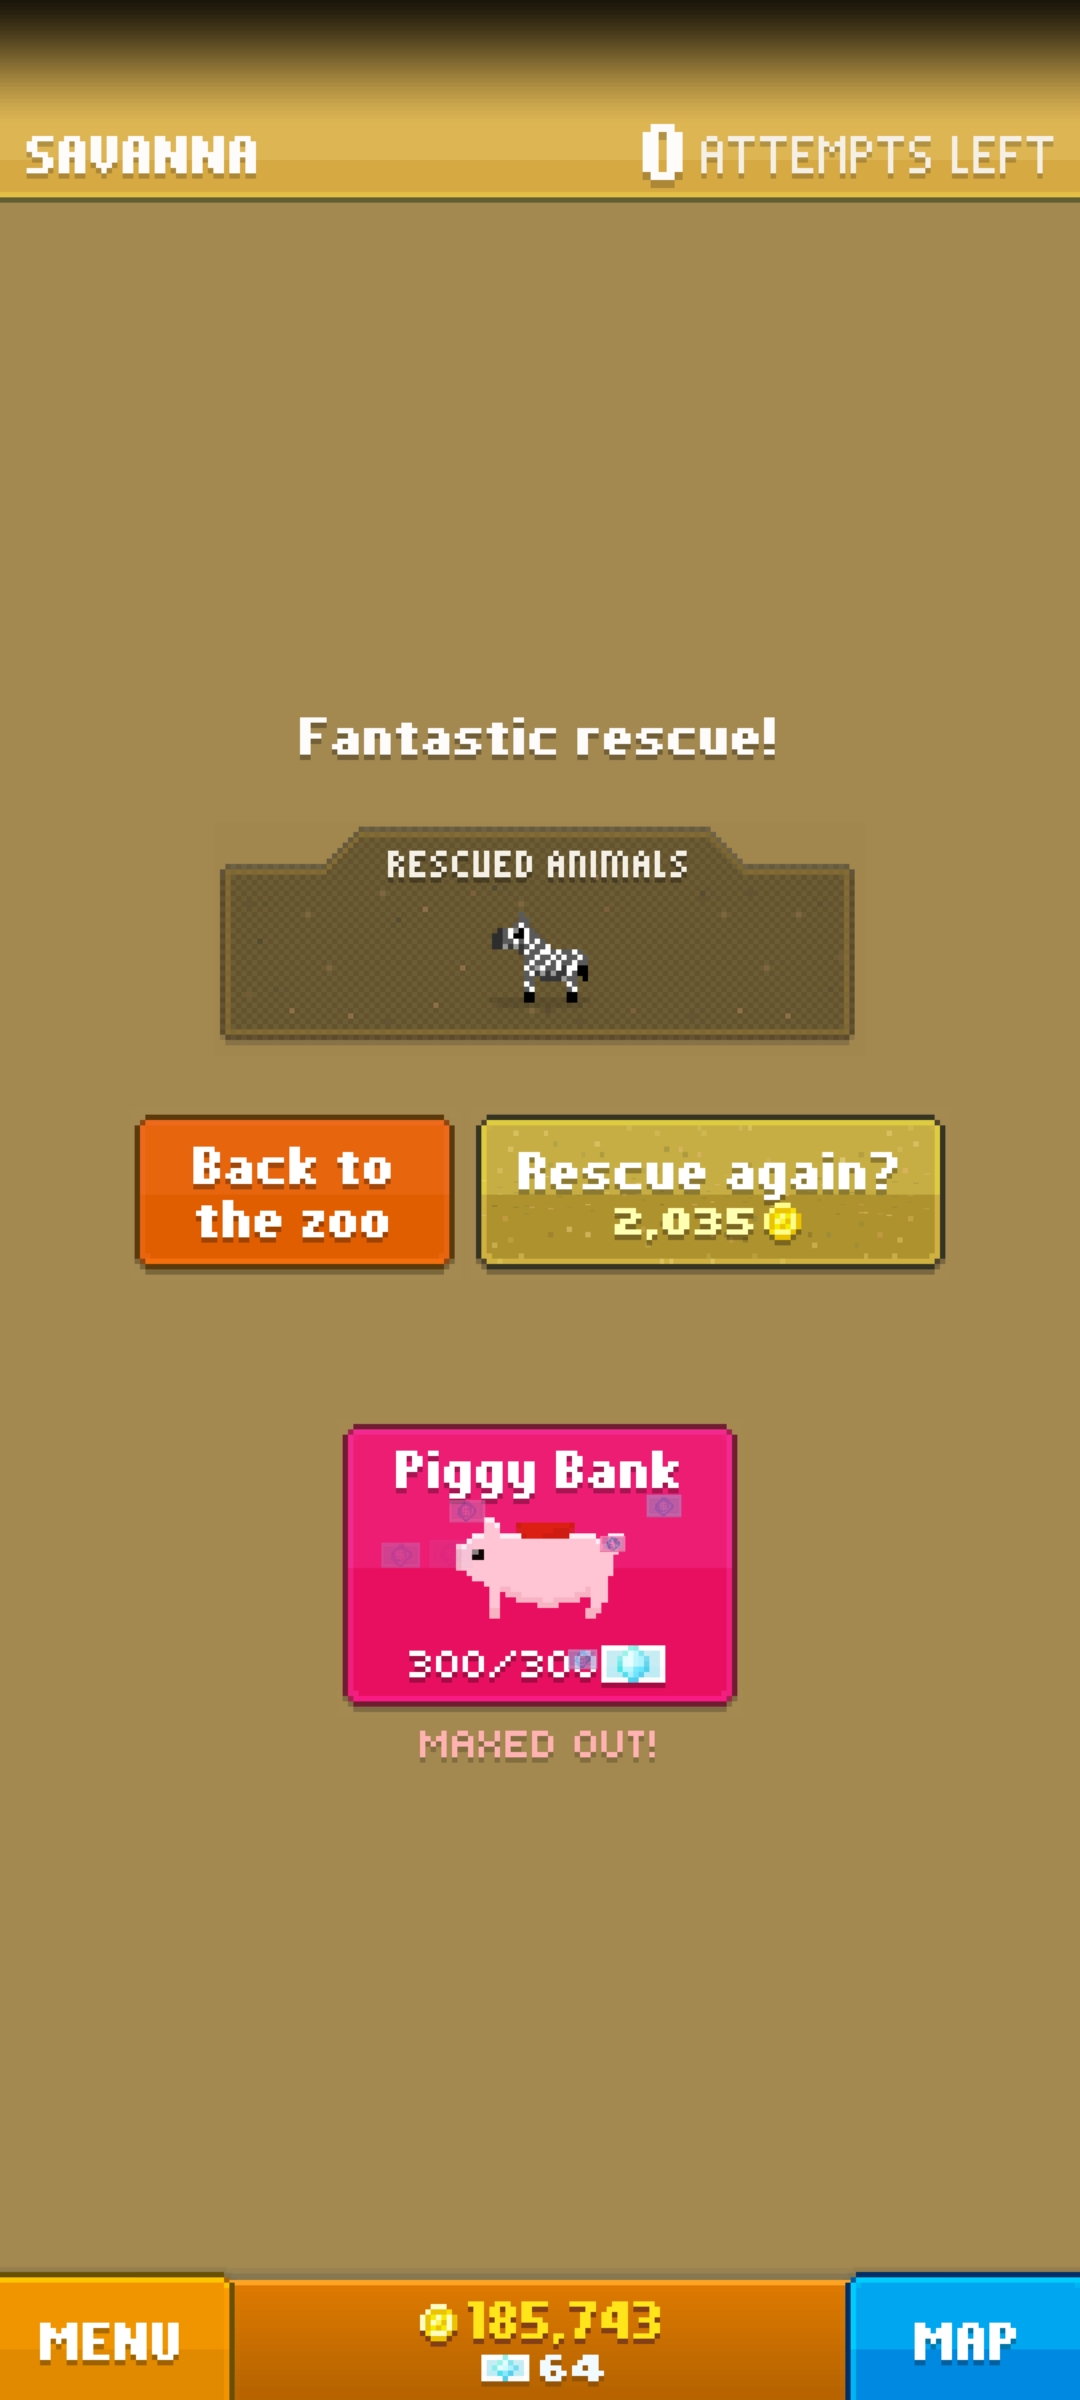 SAVANNA
0 ATTEMPTS LEFT
Fantastic rescue!
RESCUED ANIMALS
Back to
the zoo
Rescue again?
2,035
Piggy Bank
300/300
MAXED OUT!
MENU
185,743
64
MAP